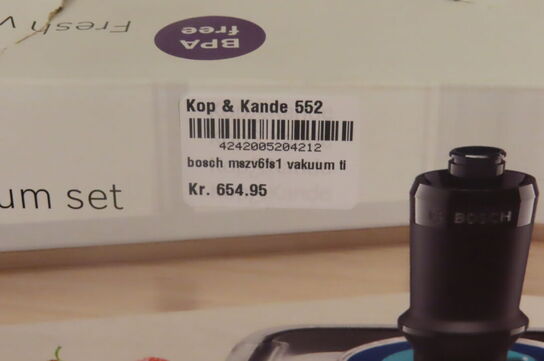 Fresh v
BPA
free
Kop & Kande 552
4242005204212
bosch mszv6fs1 vakuum ti
Kr. 654.95
um set
BOSCH